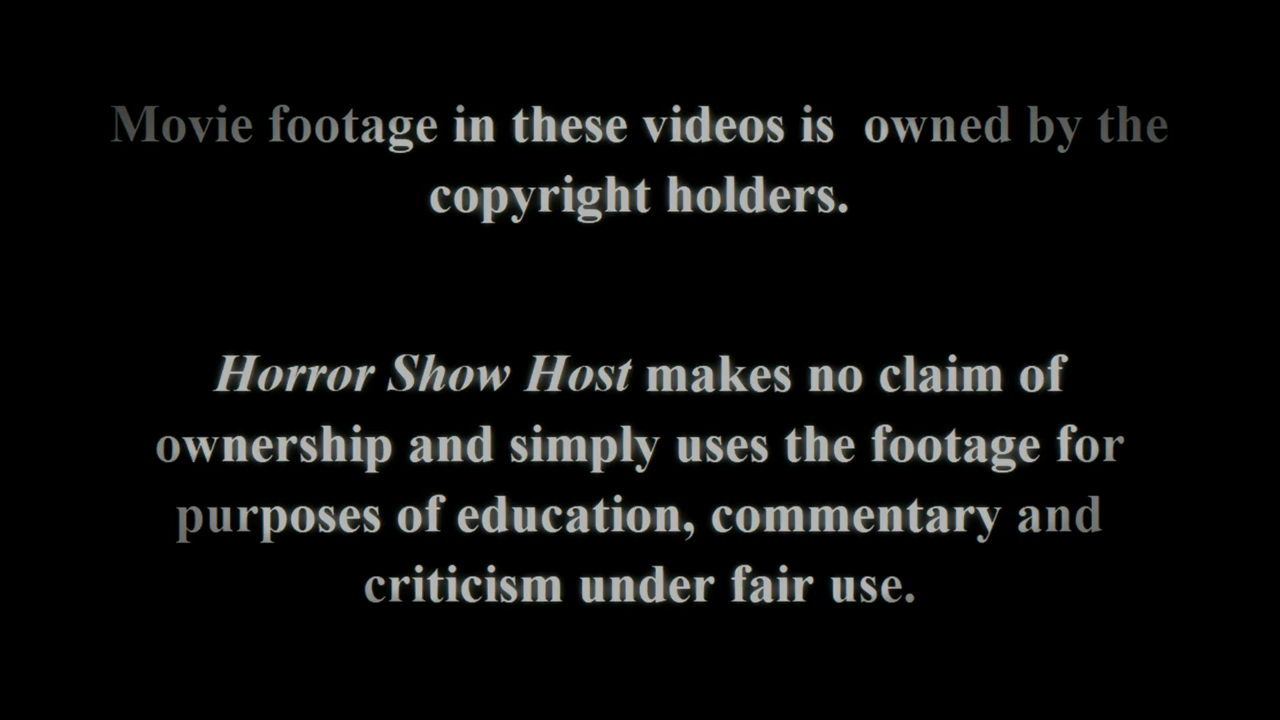 Movie footage in these videos is  owned by the
copyright holders.
Horror Show Host makes no claim of
ownership and simply uses the footage for
purposes of education, commentary and
criticism under fair use.